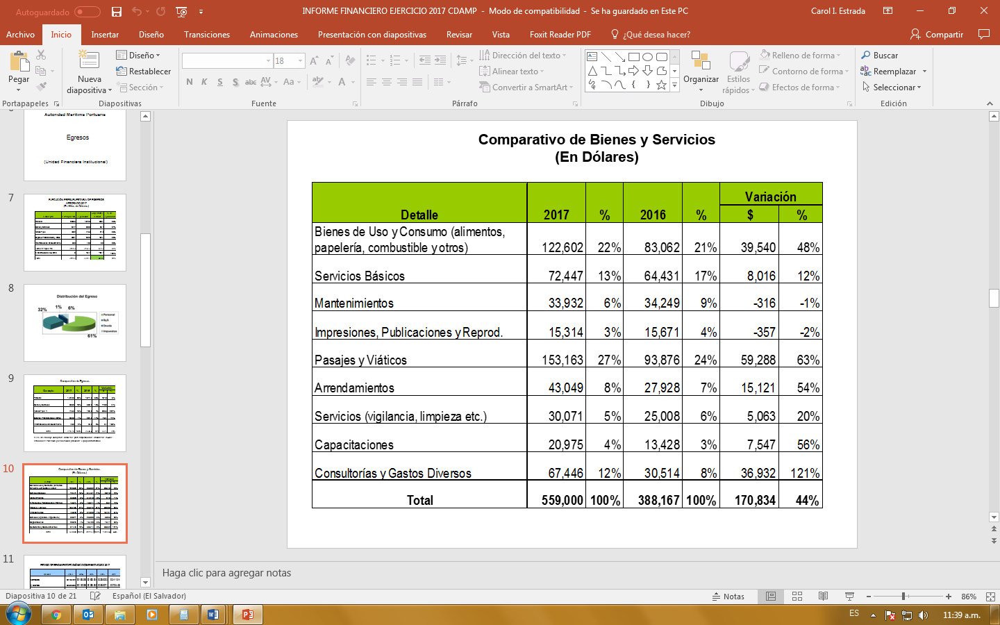 Autoguardado
INFORME FINANCIERO EJERCICIO 2017 CDAMP - Modo de compatibilidad - Se ha guardado en Este PC
Carol I. Estrada
Archivo Inicio Insertar Diseño Transiciones Animaciones Presentación con diapositivas Revisar Vista Foxit Reader PDF ¿Qué desea hacer? Compartir
Pegar
Nueva diapositiva
Diseño
Restablecer
Sección
18
N K S S abc AV Aa A
Dirección del texto
Alinear texto
Convertir a SmartArt
Organizar
Estilos rápidos
Relleno de forma
Contorno de forma
Efectos de forma
Buscar
Reemplazar
Seleccionar
Portapapeles Diapositivas Fuente Párrafo Dibujo Edición
Autoridad Marítima Portuaria
Egresos
(Unidad Financiera Institucional)
7
8
Distribución del Egreso
32% 1% 6%
61%
Personal
Deuda
Impuestos
9
Comparativo de Egresos
10
11
Comparativo de Bienes y Servicios
(En Dólares)
Detalle 2017 % 2016 % Variación
$ %
Bienes de Uso y Consumo (alimentos,
papelería, combustible y otros) 122,602 22% 83,062 21% 39,540 48%
Servicios Básicos 72,447 13% 64,431 17% 8,016 12%
Mantenimientos 33,932 6% 34,249 9% -316 -1%
Impresiones, Publicaciones y Reprod. 15,314 3% 15,671 4% -357 -2%
Pasajes y Viáticos 153,163 27% 93,876 24% 59,288 63%
Arrendamientos 43,049 8% 27,928 7% 15,121 54%
Servicios (vigilancia, limpieza etc.) 30,071 5% 25,008 6% 5,063 20%
Capacitaciones 20,975 4% 13,428 3% 7,547 56%
Consultorías y Gastos Diversos 67,446 12% 30,514 8% 36,932 121%
Total 559,000 100% 388,167 100% 170,834 44%
Haga clic para agregar notas
Diapositiva 10 de 21 Español (El Salvador) Notas 86%
ES 11:39 a.m.